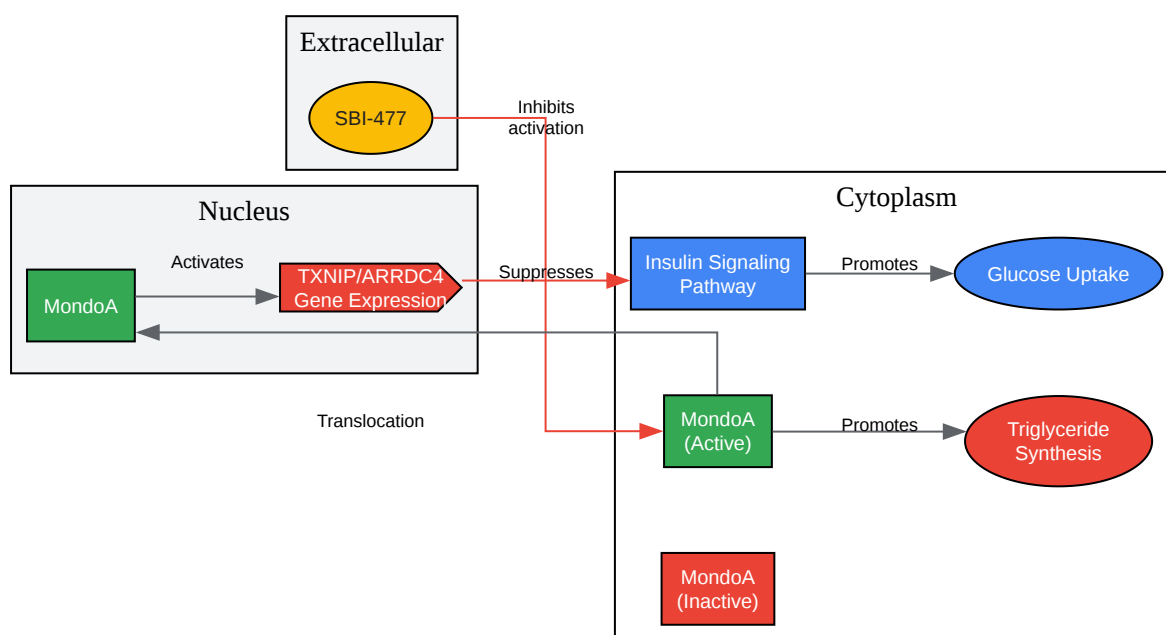 Extracellular
SBI-477
Inhibits
activation
Nucleus
Activates
MondoA
TXNIP/ARRDC4
Gene Expression
Suppresses
Cytoplasm
Insulin Signaling
Pathway
Promotes
Glucose Uptake
Translocation
MondoA
(Active)
Promotes
Triglyceride
Synthesis
MondoA
(Inactive)